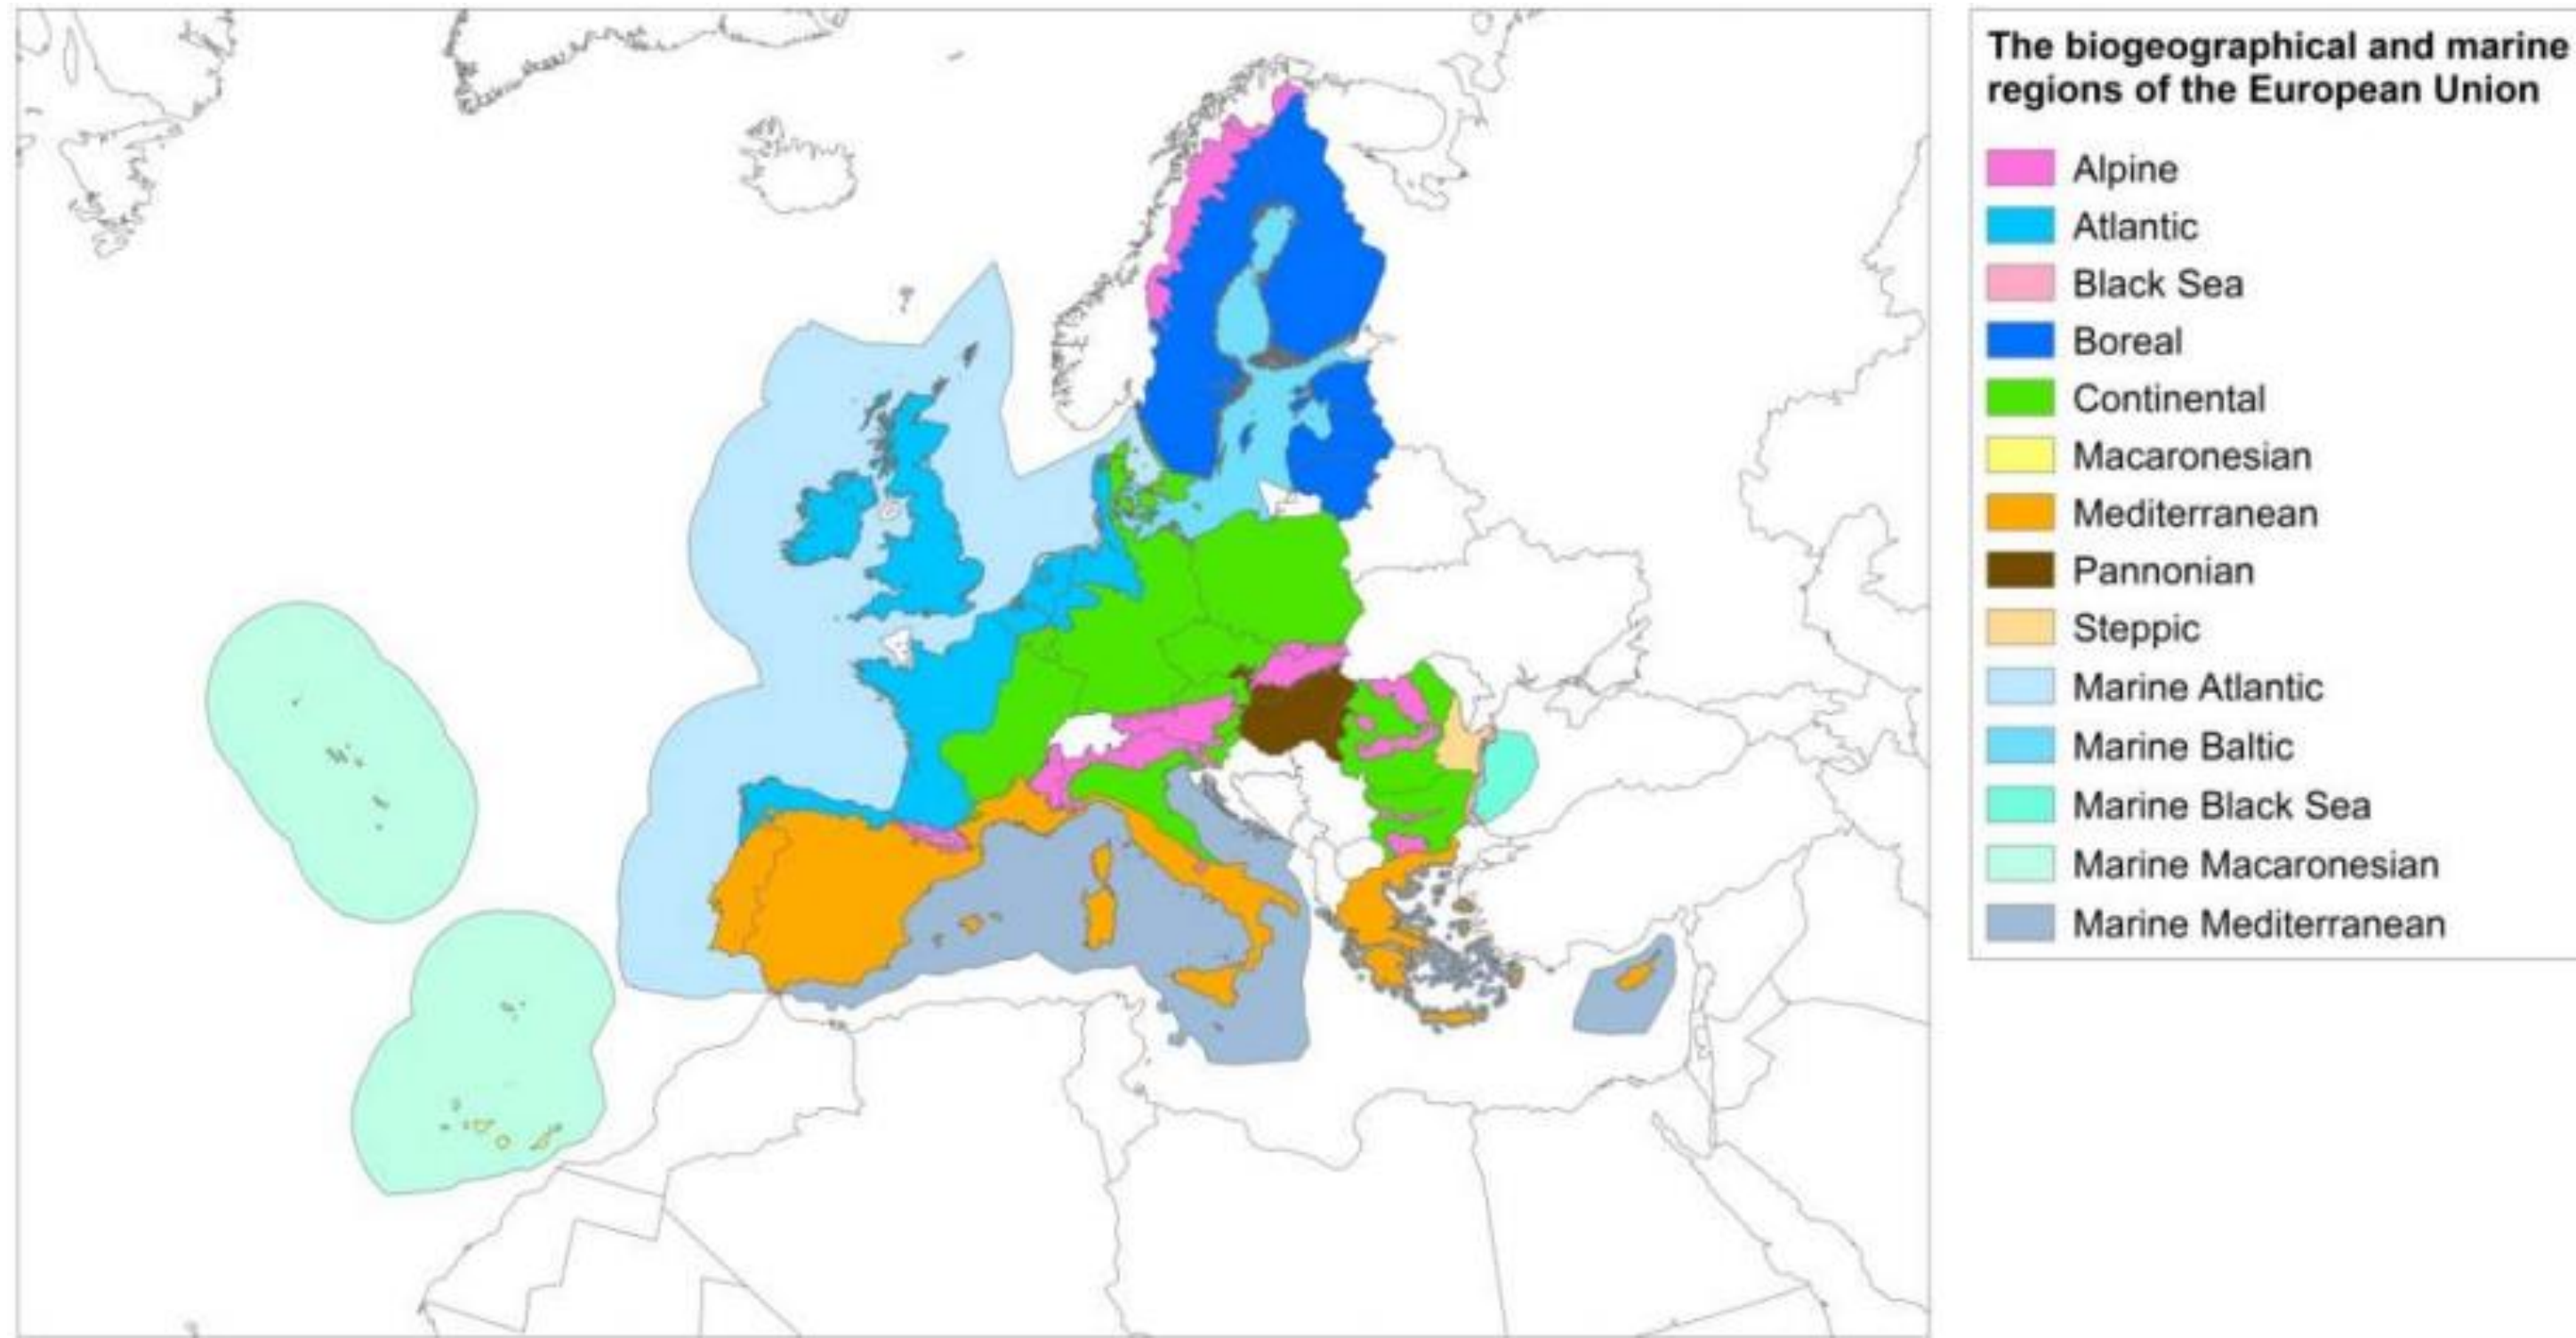 The biogeographical and marine
regions of the European Union
Alpine
Atlantic
Black Sea
Boreal
Continental
Macaronesian
Mediterranean
Pannonian
Steppic
Marine Atlantic
Marine Baltic
Marine Black Sea
Marine Macaronesian
Marine Mediterranean